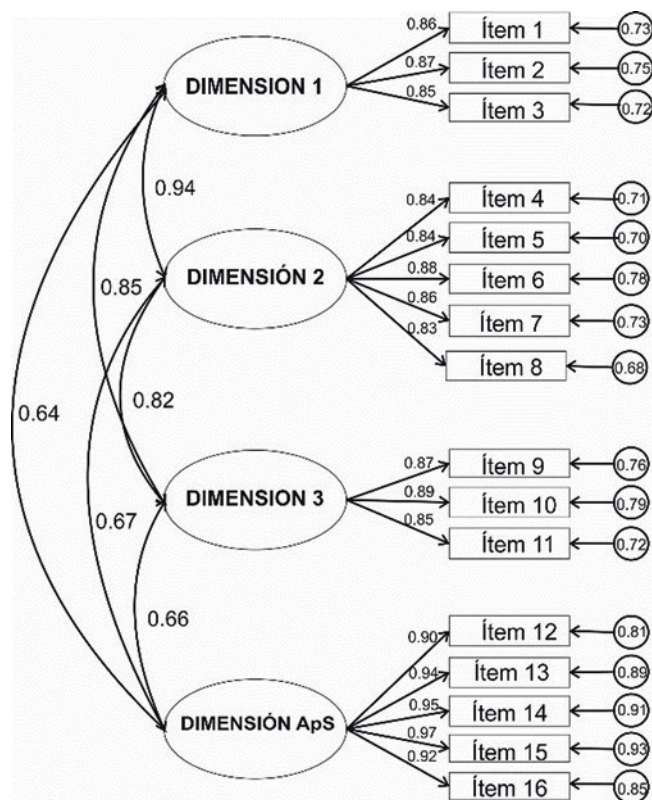 0.86 Ítem 1 0.73
DIMENSION 1 0.87 Ítem 2 0.75
0.85 Ítem 3 0.72
0.94
0.84 Ítem 4 0.71
0.84 Ítem 5 0.70
DIMENSIÓN 2 0.88 Ítem 6 0.78
0.85
0.86 Ítem 7 0.73
0.83 Ítem 8 0.68
0.82
0.64
0.87 Ítem 9 0.76
DIMENSION 3 0.89 Ítem 10 0.79
0.67
0.85 Ítem 11 0.72
0.66
0.90 Ítem 12 0.81
0.94 Ítem 13 0.89
0.95 Ítem 14 0.91
DIMENSIÓN ApS 0.97 Ítem 15 0.93
0.92 Ítem 16 0.85